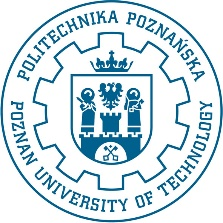 POLITECHNIKA POZNAŃSKA
POZNAN UNIVERSITY OF TECHNOLOGY